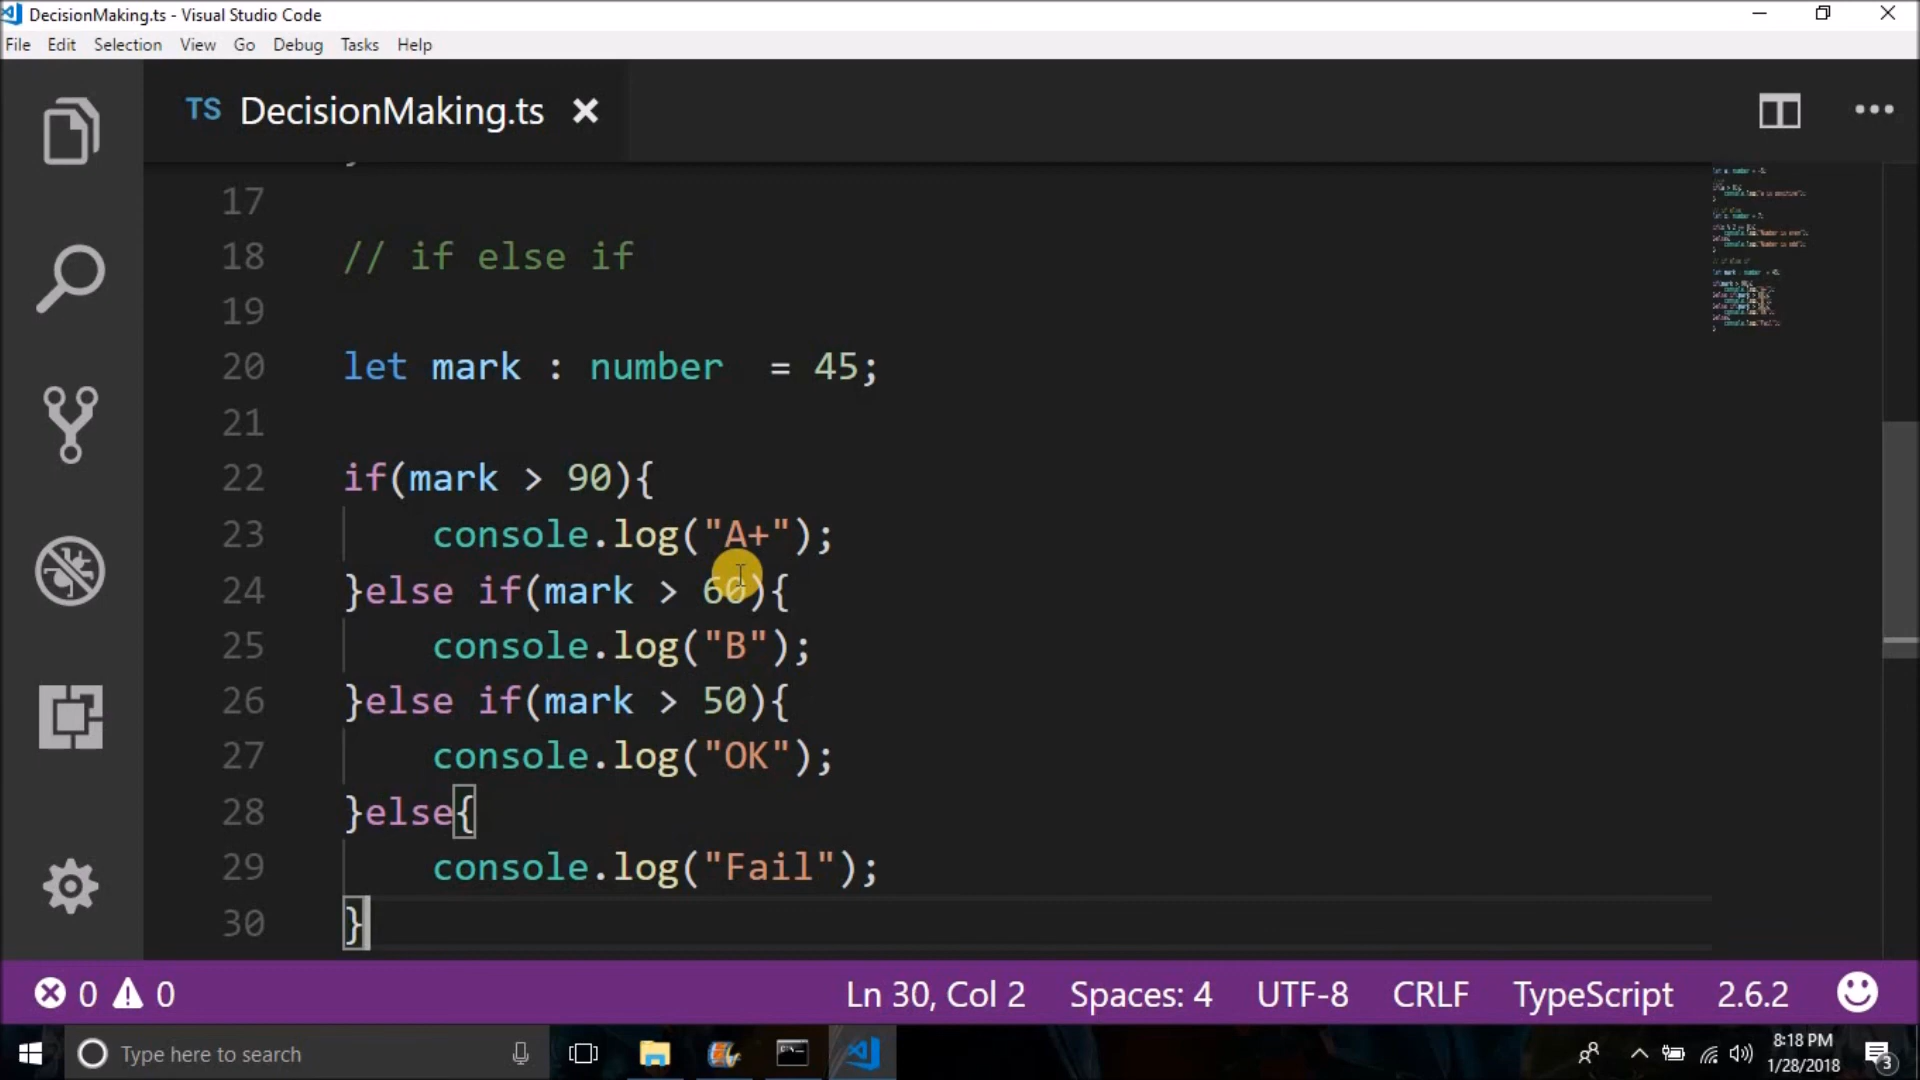 DecisionMaking.ts - Visual Studio Code
File Edit Selection View Go Debug Tasks Help
TS DecisionMaking.ts
17
18 // if else if
19
20 let mark : number  = 45;
21
22 if(mark > 90){
23     console.log("A+");
24 }else if(mark > 60){
25     console.log("B");
26 }else if(mark > 50){
27     console.log("OK");
28 }else{
29     console.log("Fail");
30 }
0 0 Ln 30, Col 2 Spaces: 4 UTF-8 CRLF TypeScript 2.6.2
Type here to search
8:18 PM
1/28/2018
3